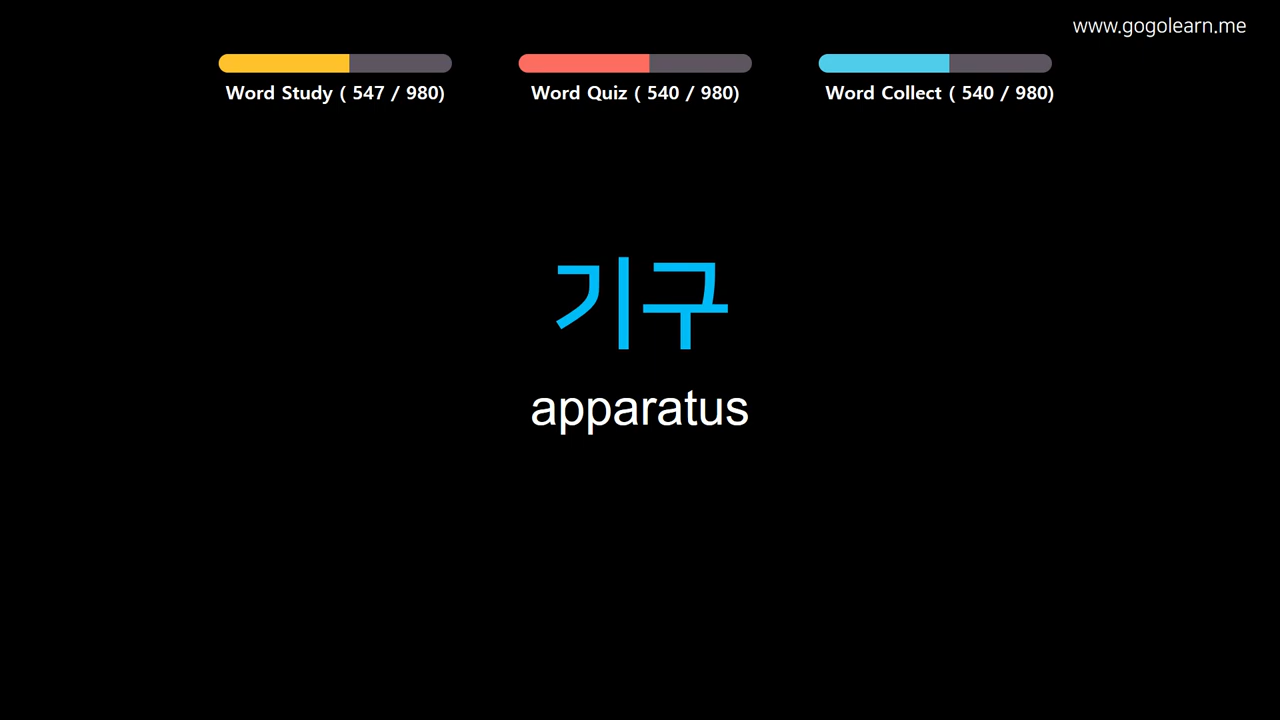 www.gogolearn.me
Word Study ( 547 / 980)
Word Quiz ( 540 / 980)
Word Collect ( 540 / 980)
기구
apparatus